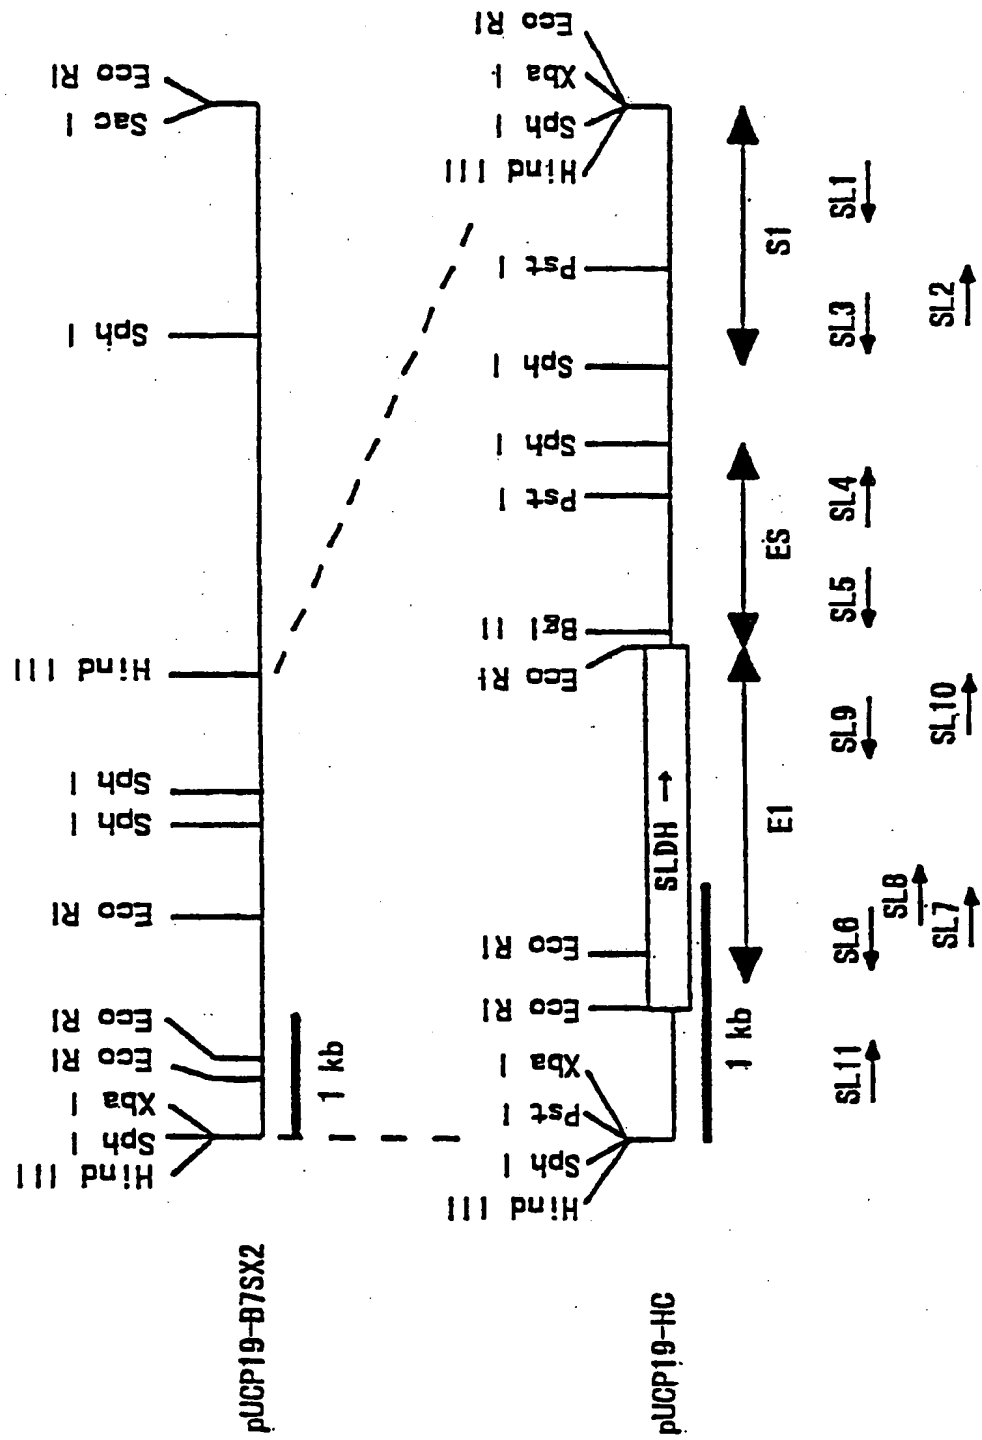 pUCP19-B7SX2
Hind III
Sph I
Xba I
Eco RI
Eco RI
Eco RI
Sph I
Sph I
Hind III
Sph I
Sac I
Eco RI
1 kb
pUCP19-HC
Hind III
Sph I
Pst I
Xba I
Eco RI
Eco RI
Eco RI
Bgl II
Pst I
Sph I
Sph I
Pst I
Hind III
Sph I
Xba I
Eco RI
SLDH →
1 kb
E1
ES
S1
SL11
SL6
SL9
SL5
SL4
SL3
SL1
SL8
SL7
SL10
SL2